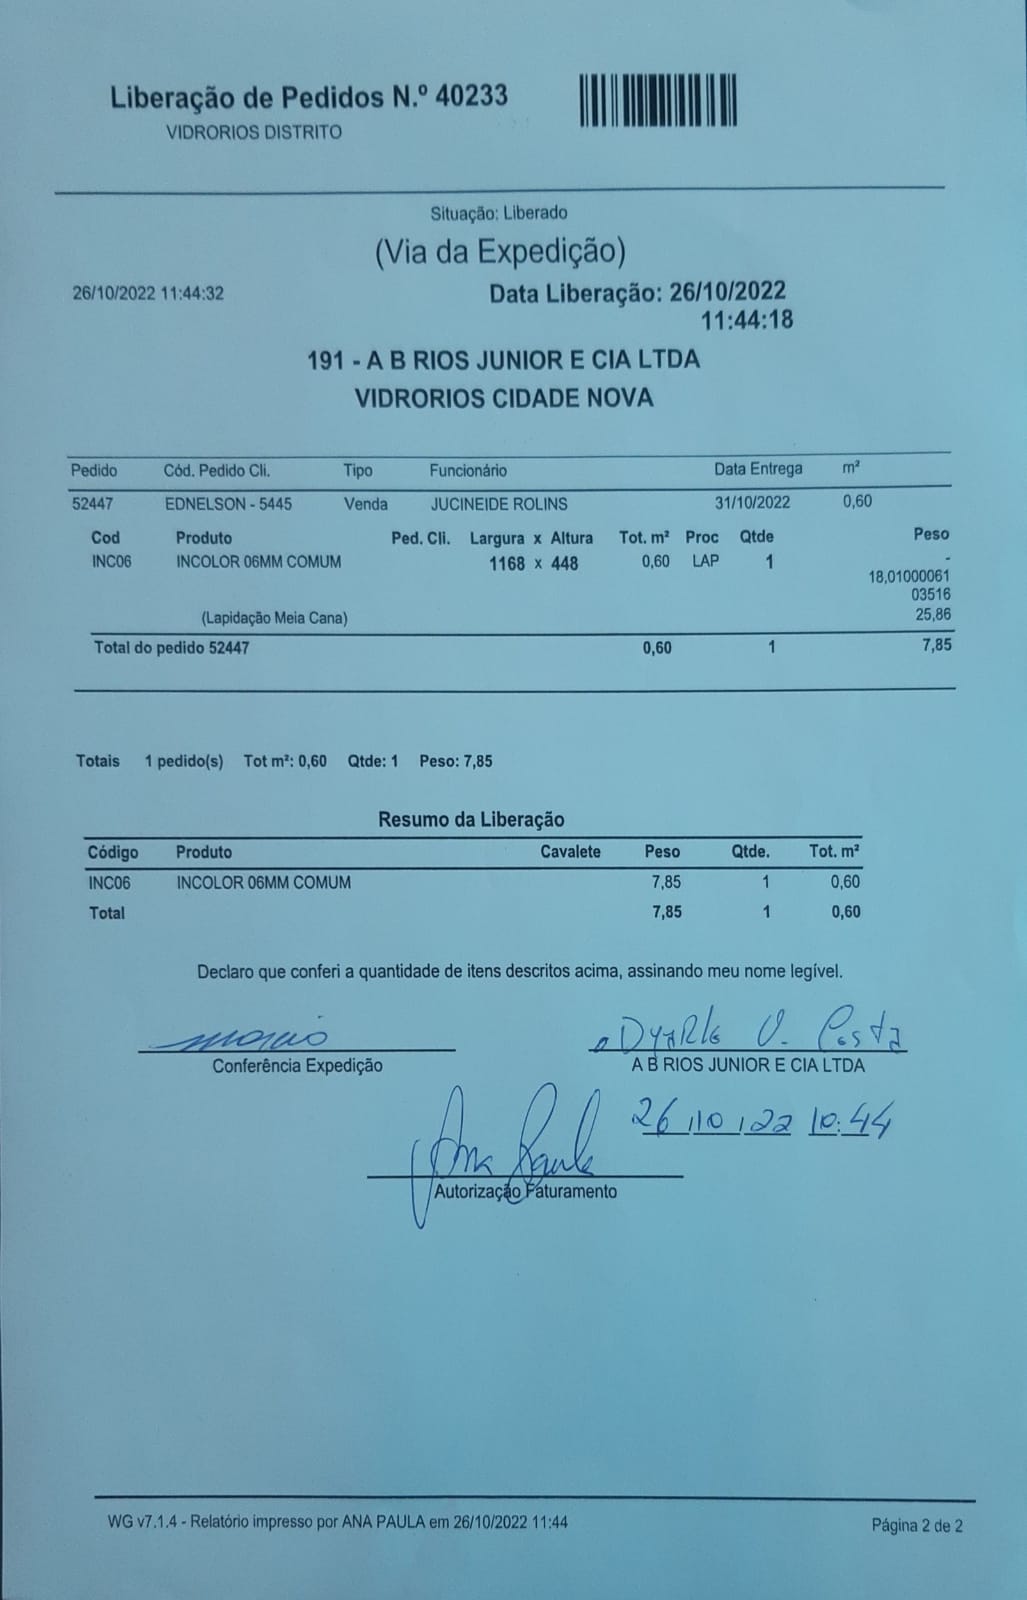 Liberação de Pedidos N.º 40233
VIDRORIOS DISTRITO
Situação: Liberado
(Via da Expedição)
26/10/2022 11:44:32 Data Liberação: 26/10/2022
11:44:18
191 - A B RIOS JUNIOR E CIA LTDA
VIDRORIOS CIDADE NOVA
Pedido Cód. Pedido Cli. Tipo Funcionário Data Entrega m²
52447 EDNELSON - 5445 Venda JUCINEIDE ROLINS 31/10/2022 0,60
Cod Produto Ped. Cli. Largura x Altura Tot. m² Proc Qtde Peso
INC06 INCOLOR 06MM COMUM 1168 x 448 0,60 LAP 1 -
18,01000061
03516
(Lapidação Meia Cana) 25,86
Total do pedido 52447 0,60 1 7,85
Totais 1 pedido(s) Tot m²: 0,60 Qtde: 1 Peso: 7,85
Resumo da Liberação
Código Produto Cavalete Peso Qtde. Tot. m²
INC06 INCOLOR 06MM COMUM 7,85 1 0,60
Total 7,85 1 0,60
Declaro que conferi a quantidade de itens descritos acima, assinando meu nome legível.
V. Costa
Conferência Expedição A B RIOS JUNIOR E CIA LTDA
26/10/22 10:44
Ana Paula
Autorização Faturamento
WG v7.1.4 - Relatório impresso por ANA PAULA em 26/10/2022 11:44 Página 2 de 2